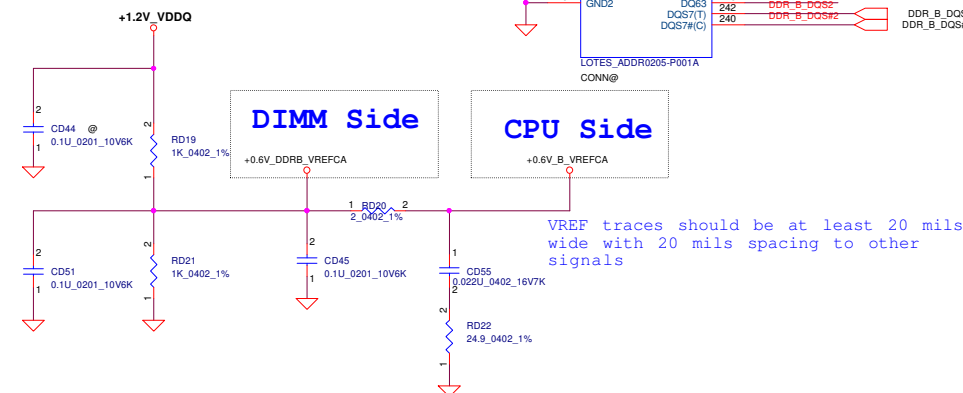 +1.2V_VDDQ
GND2
DQ63
DQS7(T)
DQS7#(C)
242
240
DDR_B_DQS2
DDR_B_DQS#2
DDR_B_DQS
DDR_B_DQS
LOTES_ADDR0205-P001A
CONN@
2
CD44 @
0.1U_0201_10V6K
1
2
RD19
1K_0402_1%
1
DIMM Side
+0.6V_DDRB_VREFCA
CPU Side
+0.6V_B_VREFCA
1 RD20 2
2_0402_1%
VREF traces should be at least 20 mils
wide with 20 mils spacing to other
signals
2
CD51
0.1U_0201_10V6K
1
2
RD21
1K_0402_1%
1
2
CD45
0.1U_0201_10V6K
1
1
CD55
0.022U_0402_16V7K
2
2
RD22
24.9_0402_1%
1